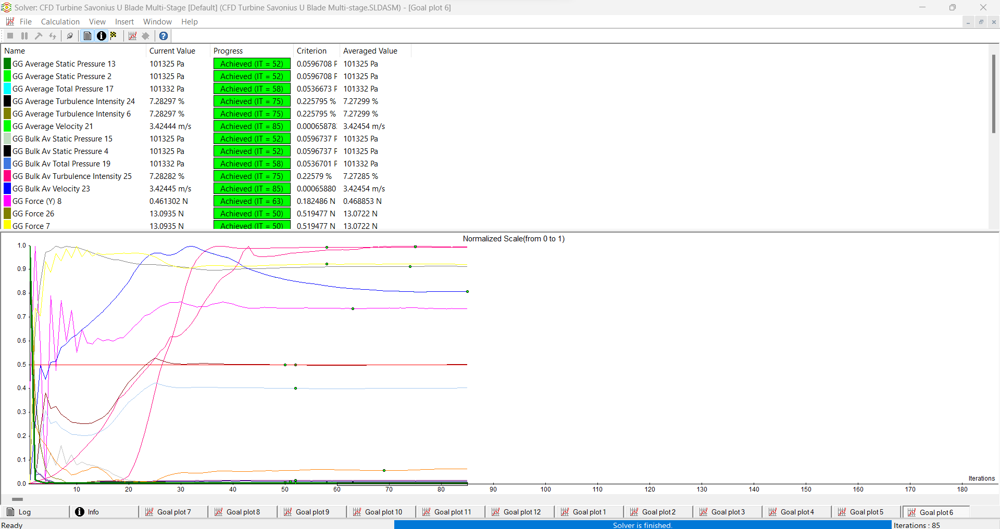 Solver: CFD Turbine Savonius U Blade Multi-Stage [Default] (CFD Turbine Savonius U Blade Multi-stage.SLDASM) - [Goal plot 6]
File Calculation View Insert Window Help
Name Current Value Progress Criterion Averaged Value
GG Average Static Pressure 13 101325 Pa Achieved (IT = 52) 0.0596708 P 101325 Pa
GG Average Static Pressure 2 101325 Pa Achieved (IT = 52) 0.0596708 P 101325 Pa
GG Average Total Pressure 17 101332 Pa Achieved (IT = 58) 0.0536673 P 101332 Pa
GG Average Turbulence Intensity 24 7.28297 % Achieved (IT = 75) 0.225795 % 7.27299 %
GG Average Turbulence Intensity 6 7.28297 % Achieved (IT = 75) 0.225795 % 7.27299 %
GG Average Velocity 21 3.42444 m/s Achieved (IT = 85) 0.00065878 3.42454 m/s
GG Bulk Av Static Pressure 15 101325 Pa Achieved (IT = 52) 0.0596737 P 101325 Pa
GG Bulk Av Static Pressure 4 101325 Pa Achieved (IT = 52) 0.0596737 P 101325 Pa
GG Bulk Av Total Pressure 19 101332 Pa Achieved (IT = 58) 0.0536701 P 101332 Pa
GG Bulk Av Turbulence Intensity 25 7.28282 % Achieved (IT = 75) 0.22579 % 7.27285 %
GG Bulk Av Velocity 23 3.42445 m/s Achieved (IT = 85) 0.00065880 3.42454 m/s
GG Force (Y) 8 0.461302 N Achieved (IT = 63) 0.182486 N 0.468853 N
GG Force 26 13.0935 N Achieved (IT = 50) 0.519477 N 13.0722 N
GG Force 7 13.0935 N Achieved (IT = 50) 0.519477 N 13.0722 N
Normalized Scale(from 0 to 1)
1.0
0.9
0.8
0.7
0.6
0.5
0.4
0.3
0.2
0.1
0.0
Iterations
10 20 30 40 50 60 70 80 90 100 110 120 130 140 150 160 170 180
Log Info Goal plot 7 Goal plot 8 Goal plot 9 Goal plot 10 Goal plot 11 Goal plot 12 Goal plot 1 Goal plot 2 Goal plot 3 Goal plot 4 Goal plot 5 Goal plot 6
Ready Solver is finished. Iterations : 85